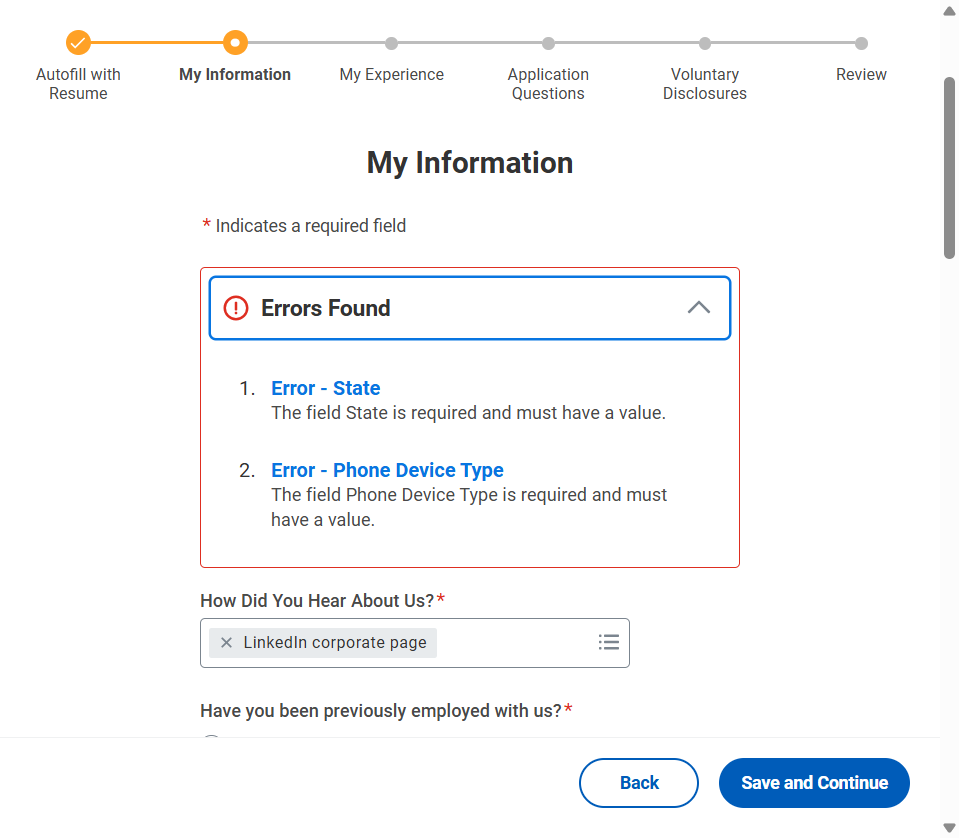 Autofill with
Resume
My Information
My Experience
Application
Questions
Voluntary
Disclosures
Review
My Information
* Indicates a required field
Errors Found
1. Error - State
The field State is required and must have a value.
2. Error - Phone Device Type
The field Phone Device Type is required and must
have a value.
How Did You Hear About Us?*
LinkedIn corporate page
Have you been previously employed with us?*
Back
Save and Continue